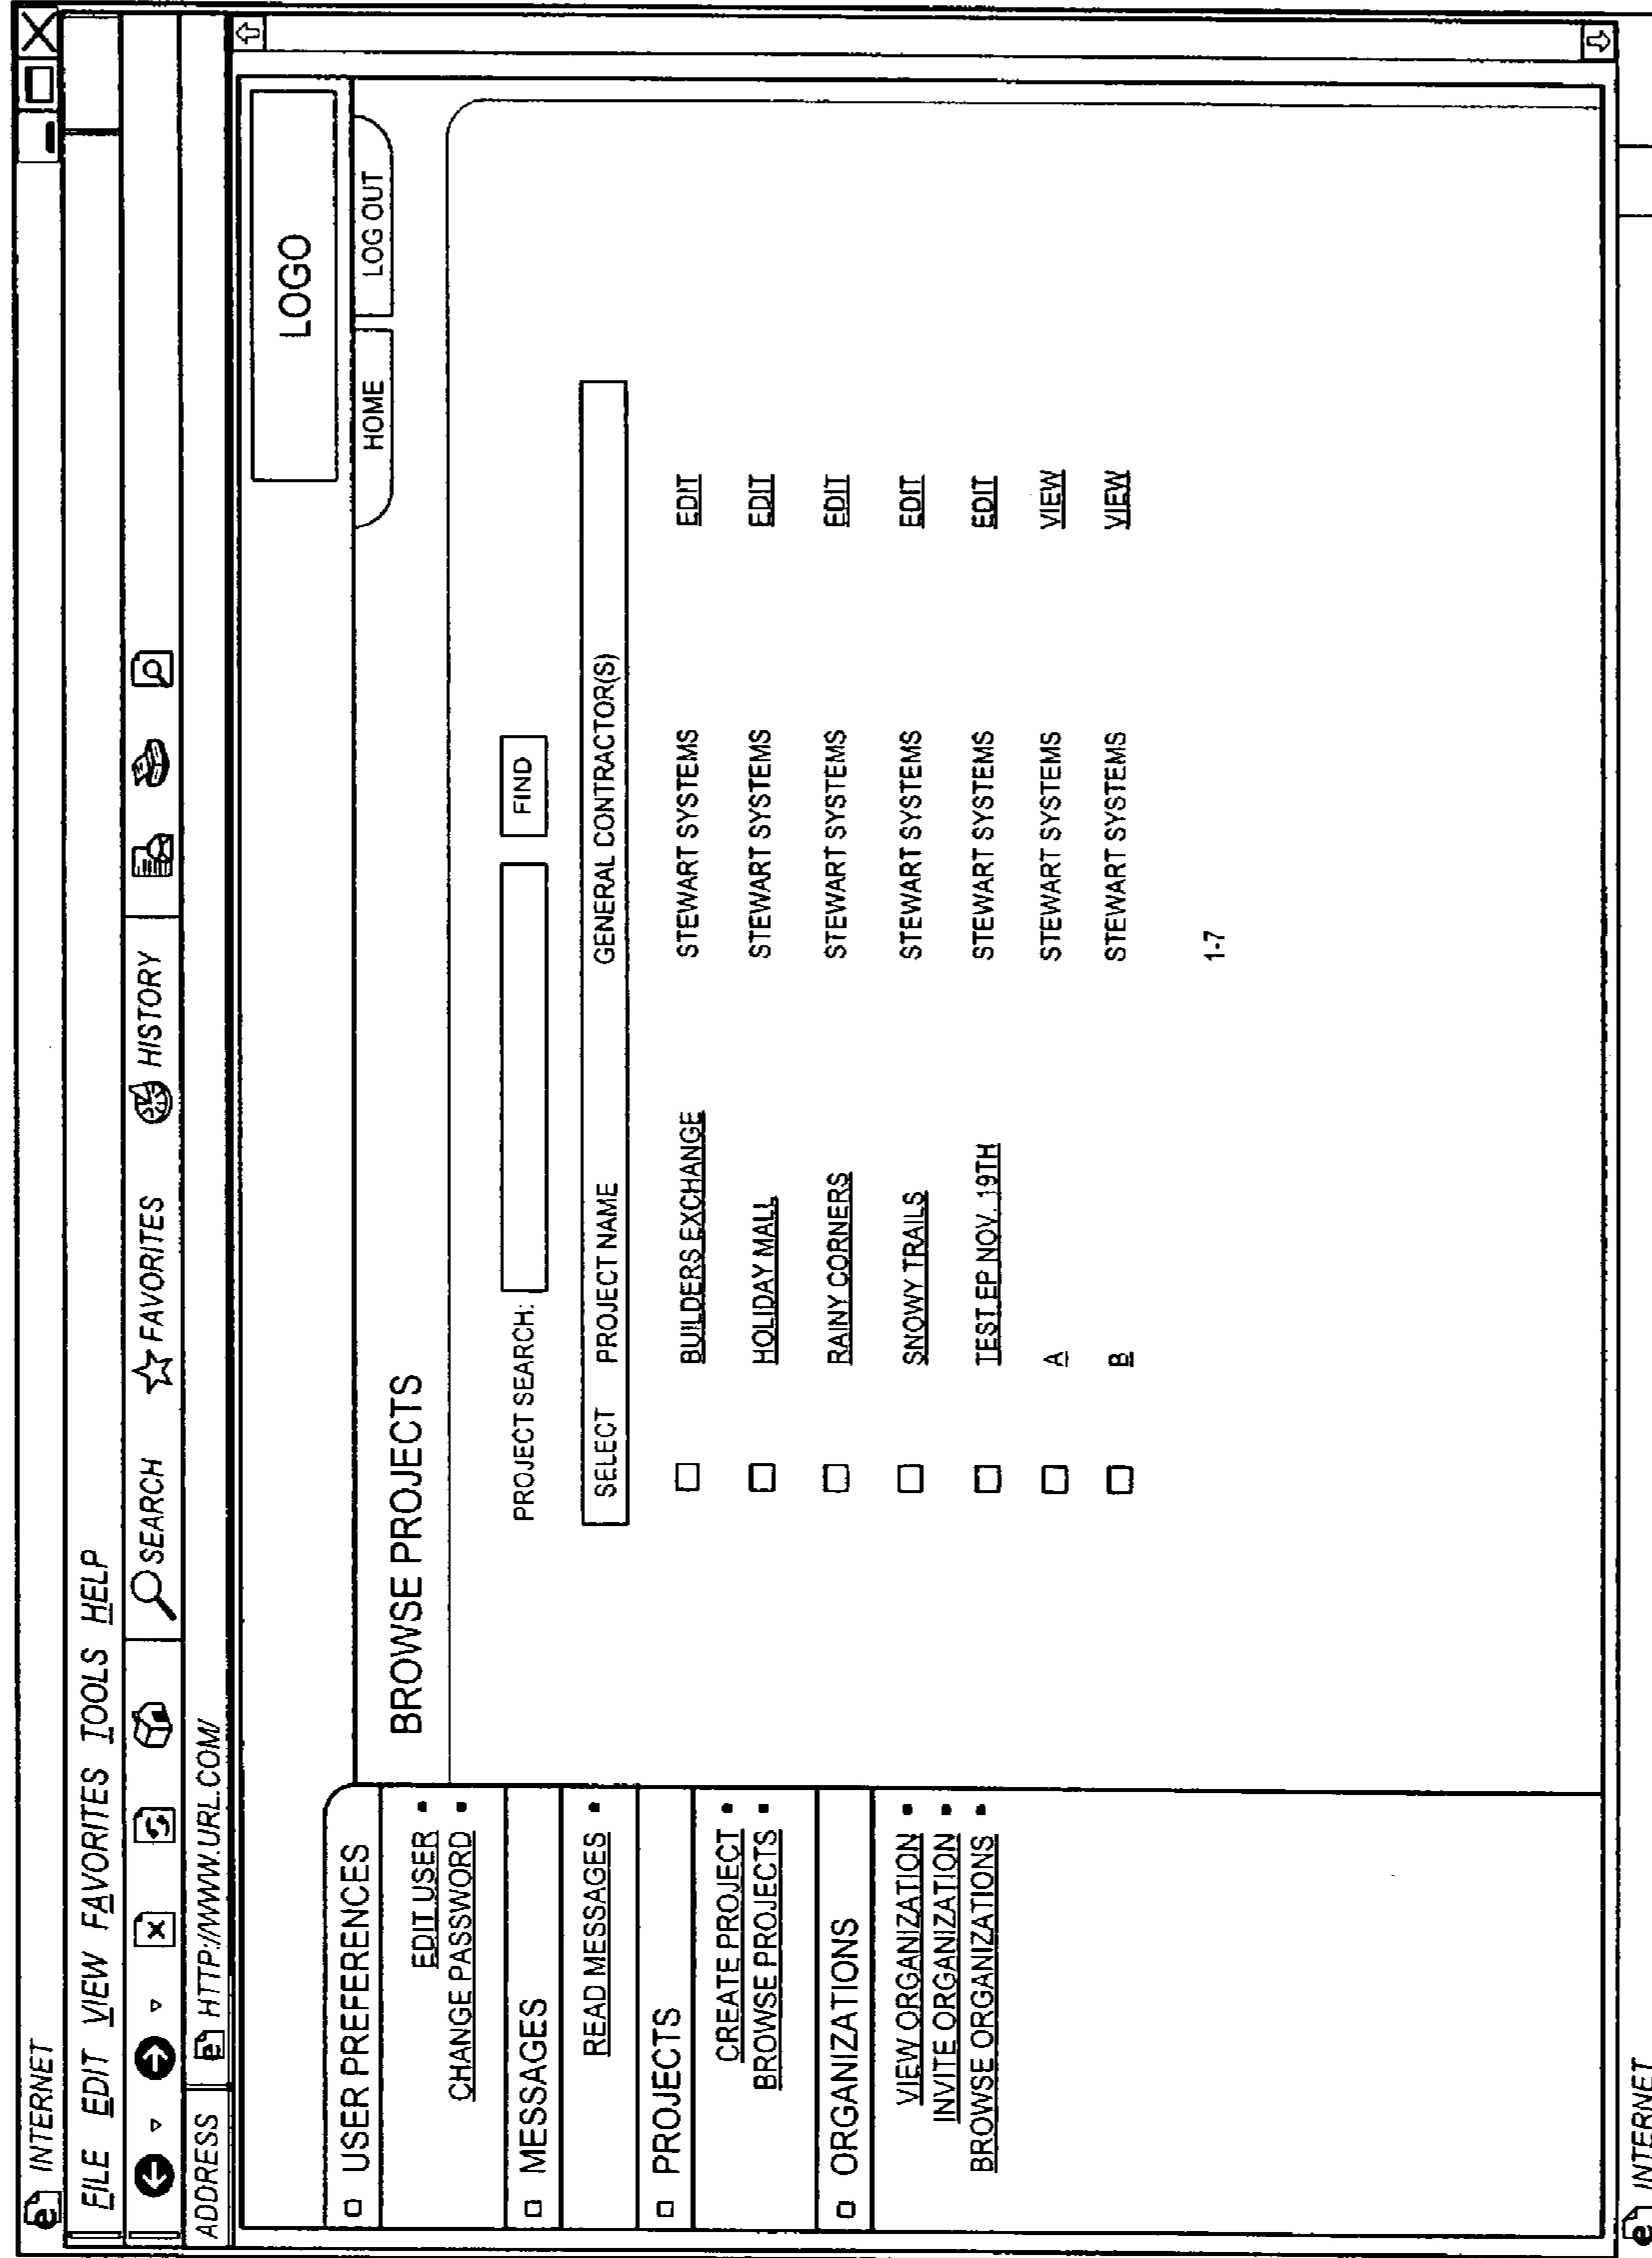 INTERNET
FILE EDIT VIEW FAVORITES TOOLS HELP
SEARCH FAVORITES HISTORY
ADDRESS HTTP://WWW.URL.COM/
LOGO
HOME LOG OUT
USER PREFERENCES
EDIT USER
CHANGE PASSWORD
MESSAGES
READ MESSAGES
PROJECTS
CREATE PROJECT
BROWSE PROJECTS
ORGANIZATIONS
VIEW ORGANIZATION
INVITE ORGANIZATION
BROWSE ORGANIZATIONS
BROWSE PROJECTS
PROJECT SEARCH: FIND
SELECT PROJECT NAME GENERAL CONTRACTOR(S)
BUILDERS EXCHANGE STEWART SYSTEMS EDIT
HOLIDAY MALL STEWART SYSTEMS EDIT
RAINY CORNERS STEWART SYSTEMS EDIT
SNOWY TRAILS STEWART SYSTEMS EDIT
TEST EP NOV. 19TH STEWART SYSTEMS EDIT
A STEWART SYSTEMS VIEW
B STEWART SYSTEMS VIEW
1-7
INTERNET